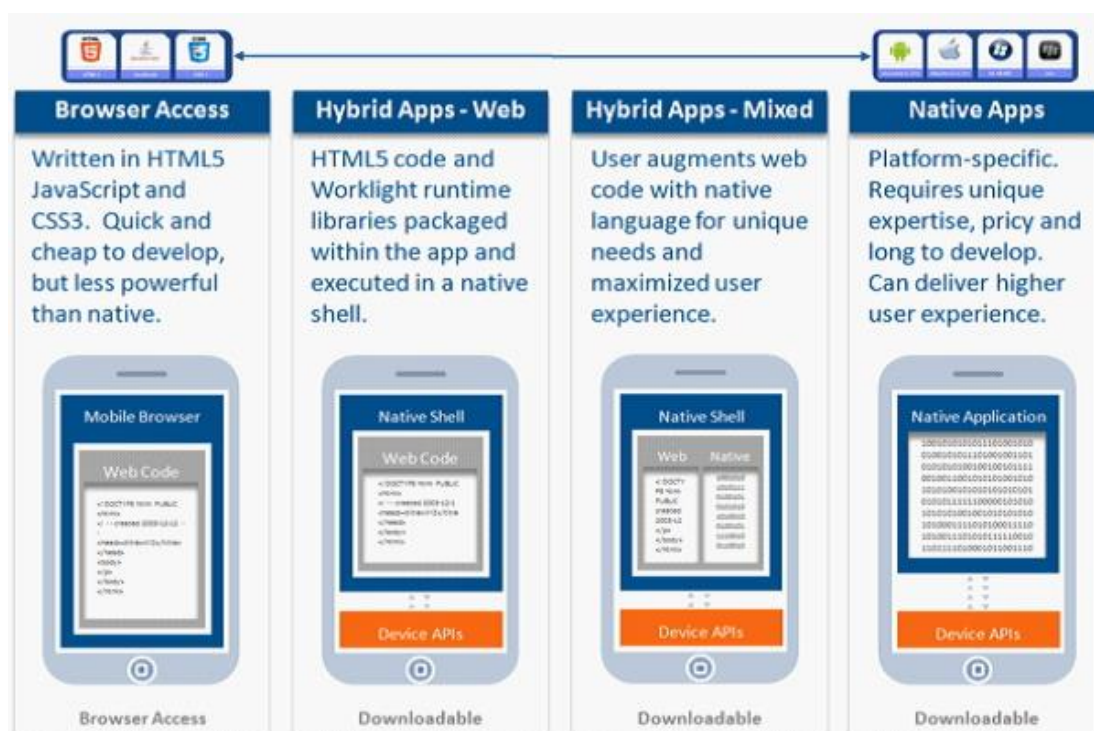 Browser Access
Written in HTML5
JavaScript and
CSS3. Quick and
cheap to develop,
but less powerful
than native.
Mobile Browser
Web Code
Browser Access
Hybrid Apps - Web
HTML5 code and
Worklight runtime
libraries packaged
within the app and
executed in a native
shell.
Native Shell
Web Code
Device APIs
Downloadable
Hybrid Apps - Mixed
User augments web
code with native
language for unique
needs and
maximized user
experience.
Native Shell
Web Native
Device APIs
Downloadable
Native Apps
Platform-specific.
Requires unique
expertise, pricy and
long to develop.
Can deliver higher
user experience.
Native Application
Device APIs
Downloadable